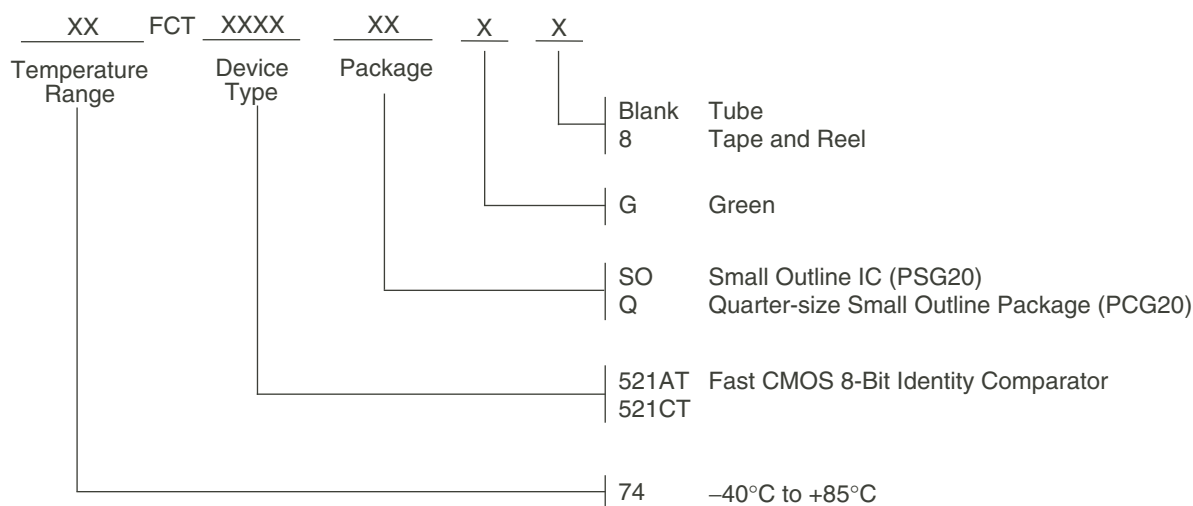 XX FCT XXXX XX X X
Temperature Range
Device Type
Package
Blank Tube
8 Tape and Reel
G Green
SO Small Outline IC (PSG20)
Q Quarter-size Small Outline Package (PCG20)
521AT Fast CMOS 8-Bit Identity Comparator
521CT
74 –40°C to +85°C